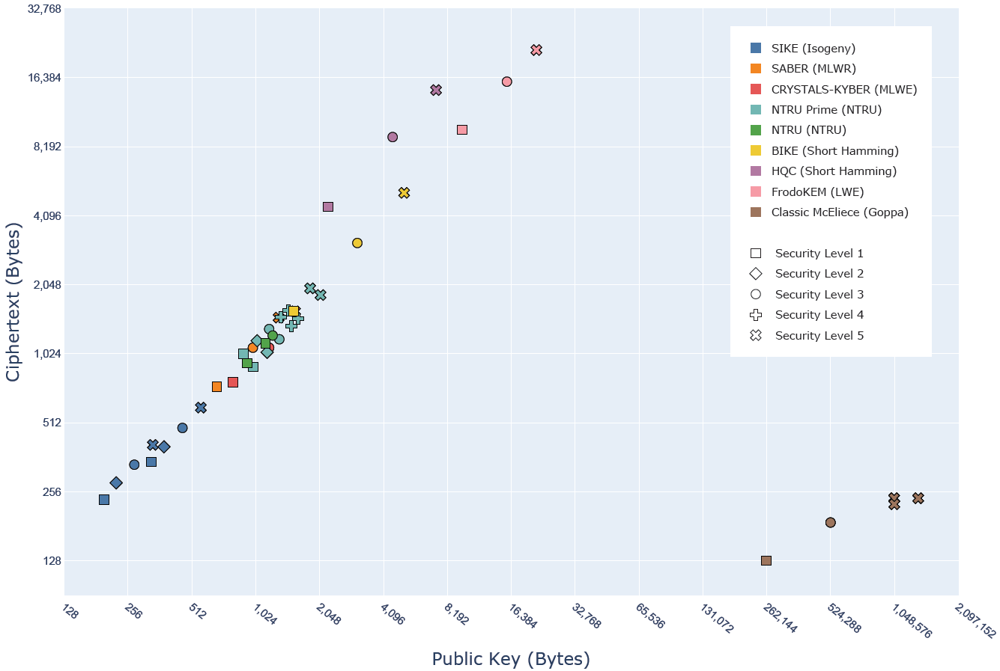 32,768
16,384
8,192
4,096
2,048
1,024
512
256
128
Ciphertext (Bytes)
SIKE (Isogeny)
SABER (MLWR)
CRYSTALS-KYBER (MLWE)
NTRU Prime (NTRU)
NTRU (NTRU)
BIKE (Short Hamming)
HQC (Short Hamming)
FrodoKEM (LWE)
Classic McEliece (Goppa)
Security Level 1
Security Level 2
Security Level 3
Security Level 4
Security Level 5
128
256
512
1,024
2,048
4,096
8,192
16,384
32,768
65,536
131,072
262,144
524,288
1,048,576
2,097,152
Public Key (Bytes)